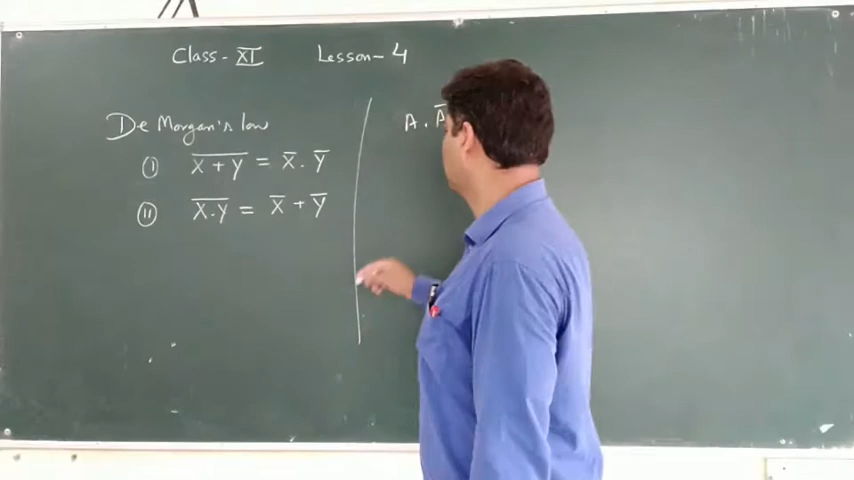 Class - XI Lesson - 4
De Morgan's law
(i) X̅ ̅+̅ ̅Y̅ = X̅ . Y̅
(ii) X̅.̅Y̅ = X̅ + Y̅
A . A̅